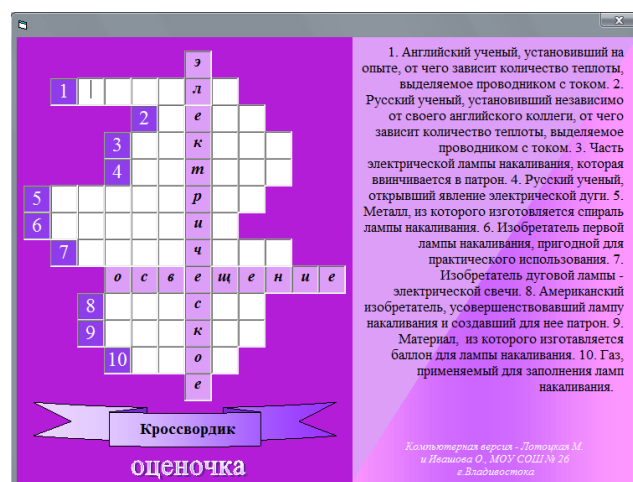 э
1 л
2 е
3 к
4 т
5 р
6 и
7 ч
о с в е щ е н и е
8 с
9 к
10 о
е
Кроссвордик
оценочка
1. Английский ученый, установивший на
опыте, от чего зависит количество теплоты,
выделяемое проводником с током. 2.
Русский ученый, установивший независимо
от своего английского коллеги, от чего
зависит количество теплоты, выделяемое
проводником с током. 3. Часть
электрической лампы накаливания, которая
ввинчивается в патрон. 4. Русский ученый,
открывший явление электрической дуги. 5.
Металл, из которого изготовляется спираль
лампы накаливания. 6. Изобретатель первой
лампы накаливания, пригодной для
практического использования. 7.
Изобретатель дуговой лампы -
электрической свечи. 8. Американский
изобретатель, усовершенствовавший лампу
накаливания и создавший для нее патрон. 9.
Материал, из которого изготавляется
баллон для лампы накаливания. 10. Газ,
применяемый для заполнения ламп
накаливания.
Компьютерная версия - Лотоцкая М.
и Ивашова О., МОУ СОШ № 26
г.Владивостока